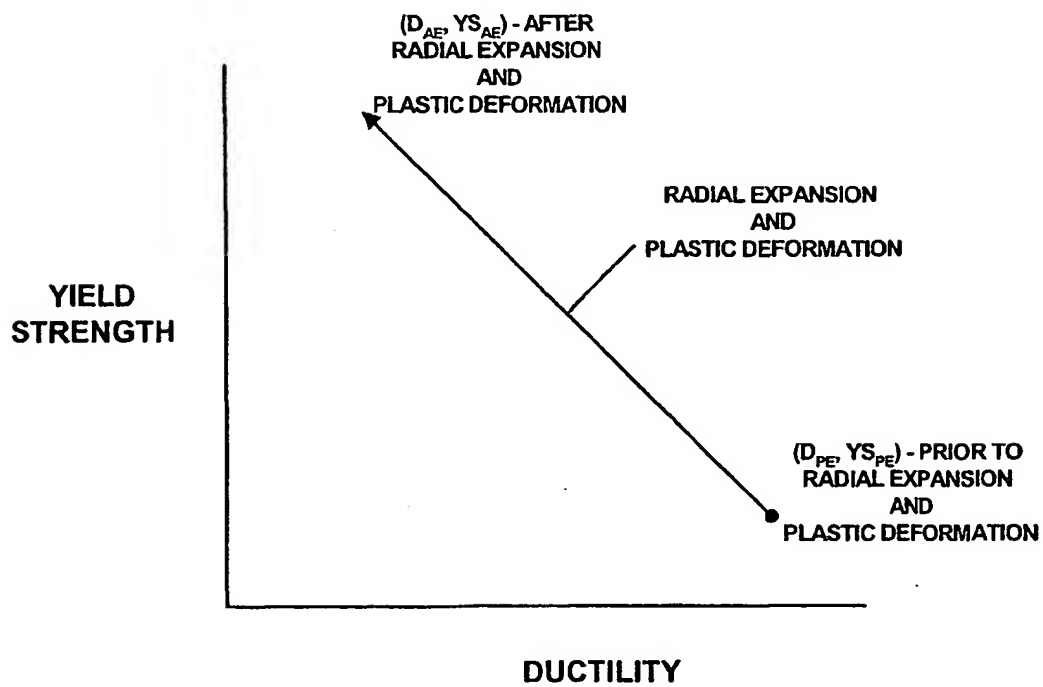 (D_AE, YS_AE) - AFTER
RADIAL EXPANSION
AND
PLASTIC DEFORMATION
RADIAL EXPANSION
AND
PLASTIC DEFORMATION
YIELD
STRENGTH
(D_PE, YS_PE) - PRIOR TO
RADIAL EXPANSION
AND
PLASTIC DEFORMATION
DUCTILITY